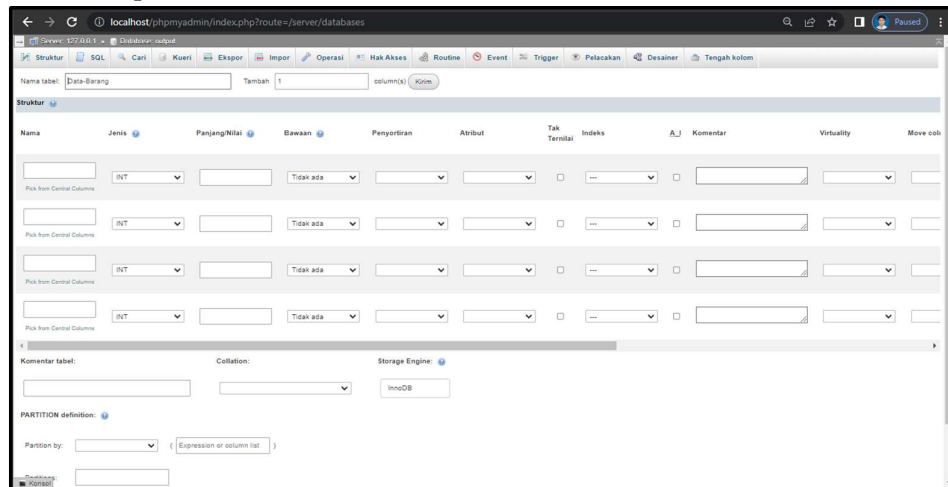 localhost/phpmyadmin/index.php?route=/server/databases Paused
Server: 127.0.0.1 » Database: output
Struktur SQL Cari Kueri Ekspor Impor Operasi Hak Akses Routine Event Trigger Pelacakan Desainer Tengah kolom
Nama tabel: Data-Barang Tambah 1 column(s) Kirim
Struktur
Nama Jenis Panjang/Nilai Bawaan Penyortiran Atribut Tak Ternilai Indeks A_I Komentar Virtuality Move colu
INT Tidak ada ---
Pick from Central Columns
INT Tidak ada ---
Pick from Central Columns
INT Tidak ada ---
Pick from Central Columns
INT Tidak ada ---
Pick from Central Columns
Komentar tabel: Collation: Storage Engine:
InnoDB
PARTITION definition:
Partition by: ( Expression or column list )
Partitions:
Konsol